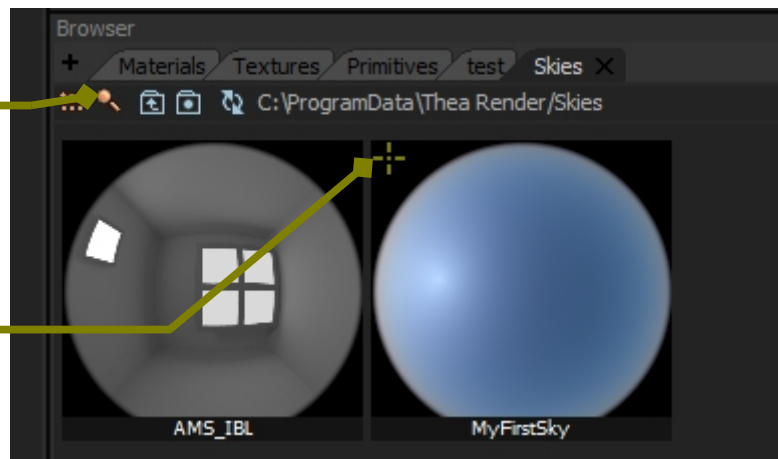 Browser
+ Materials Textures Primitives test Skies X
C:\ProgramData\Thea Render/Skies
AMS_IBL MyFirstSky